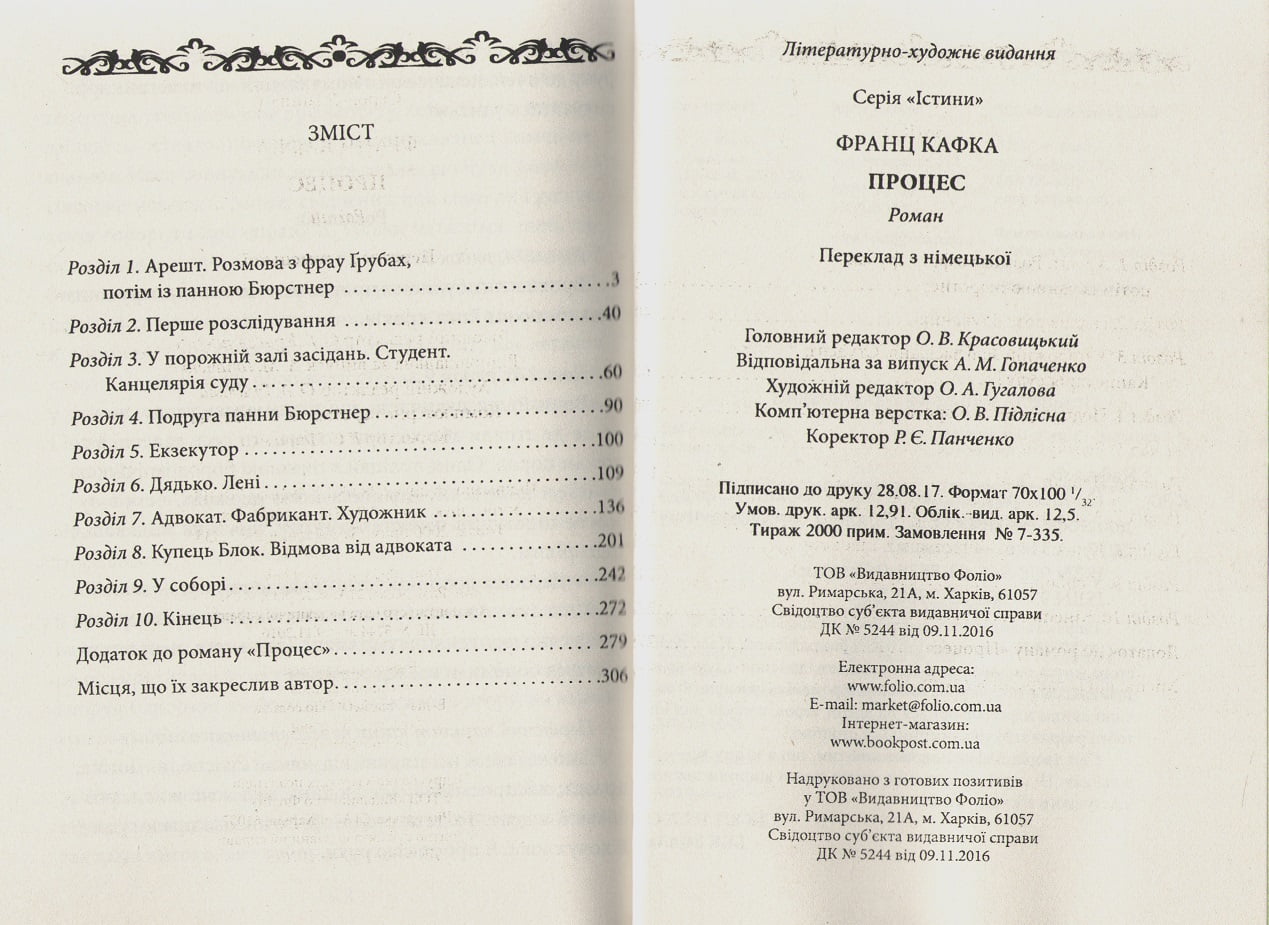 ЗМІСТ
Розділ 1. Арешт. Розмова з фрау Ґрубах,
потім із панною Бюрстнер ........................................ 3
Розділ 2. Перше розслідування ........................................ 40
Розділ 3. У порожній залі засідань. Студент.
Канцелярія суду ........................................ 60
Розділ 4. Подруга панни Бюрстнер ........................................ 90
Розділ 5. Екзекутор ........................................ 100
Розділ 6. Дядько. Лені ........................................ 109
Розділ 7. Адвокат. Фабрикант. Художник ........................................ 136
Розділ 8. Купець Блок. Відмова від адвоката ........................................ 201
Розділ 9. У соборі ........................................ 242
Розділ 10. Кінець ........................................ 272
Додаток до роману «Процес» ........................................ 279
Місця, що їх закреслив автор ........................................ 306
Літературно-художнє видання
Серія «Істини»
ФРАНЦ КАФКА
ПРОЦЕС
Роман
Переклад з німецької
Головний редактор О. В. Красовицький
Відповідальна за випуск А. М. Гопаченко
Художній редактор О. А. Гугалова
Комп’ютерна верстка: О. В. Підлісна
Коректор Р. Є. Панченко
Підписано до друку 28.08.17. Формат 70х100 1/32.
Умов. друк. арк. 12,91. Облік.-вид. арк. 12,5.
Тираж 2000 прим. Замовлення № 7-335.
ТОВ «Видавництво Фоліо»
вул. Римарська, 21А, м. Харків, 61057
Свідоцтво суб’єкта видавничої справи
ДК № 5244 від 09.11.2016
Електронна адреса:
www.folio.com.ua
E-mail: market@folio.com.ua
Інтернет-магазин:
www.bookpost.com.ua
Надруковано з готових позитивів
у ТОВ «Видавництво Фоліо»
вул. Римарська, 21А, м. Харків, 61057
Свідоцтво суб’єкта видавничої справи
ДК № 5244 від 09.11.2016